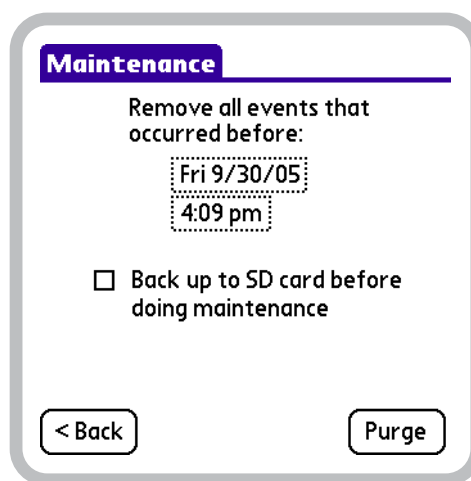 Maintenance
Remove all events that
occurred before:
Fri 9/30/05
4:09 pm
Back up to SD card before
doing maintenance
< Back
Purge